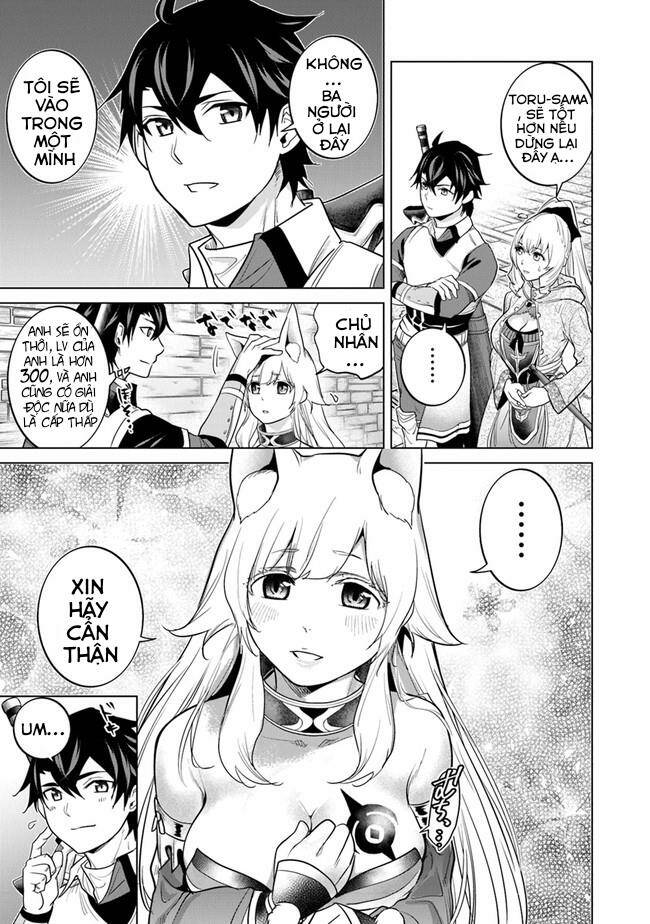 TORU-SAMA
, SẼ TỐT
HƠN NẾU
DỪNG LẠI
ĐÂY Ạ...
......
KHÔNG
...
BA
NGƯỜI
Ở LẠI
ĐÂY
TÔI SẼ
VÀO
TRONG
MỘT
MÌNH
CHỦ
NHÂN...
ANH SẼ ỔN
THÔI, LV CỦA
ANH LÀ HƠN
300, VÀ ANH
CŨNG CÓ GIẢI
ĐỘC NỮA DÙ
LÀ CẤP THẤP
......
XIN
HÃY
CẨN
THẬN
UM...